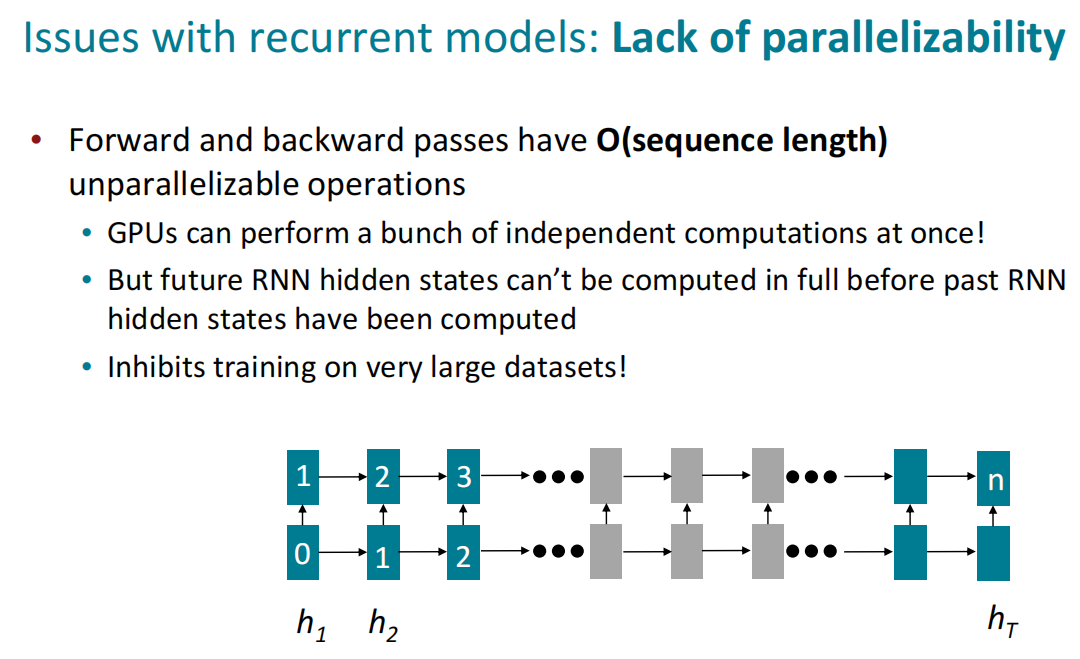 Issues with recurrent models: Lack of parallelizability
• Forward and backward passes have O(sequence length)
unparallelizable operations
• GPUs can perform a bunch of independent computations at once!
• But future RNN hidden states can’t be computed in full before past RNN
hidden states have been computed
• Inhibits training on very large datasets!
1 2 3 n
0 1 2
h₁ h₂ h_T